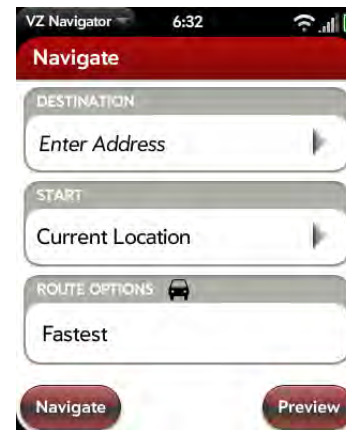 VZ Navigator 6:32
Navigate
DESTINATION
Enter Address
START
Current Location
ROUTE OPTIONS
Fastest
Navigate Preview